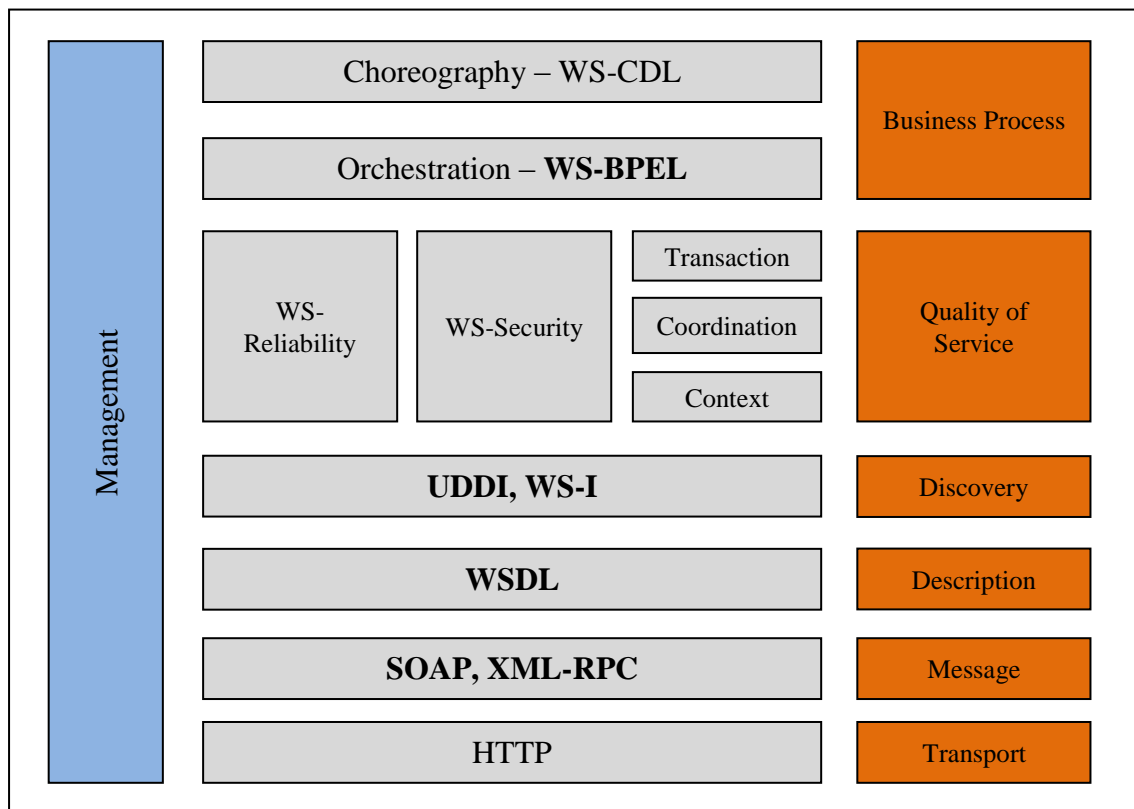 Management
Choreography – WS-CDL
Business Process
Orchestration – WS-BPEL
WS-
Reliability
WS-Security
Transaction
Coordination
Context
Quality of
Service
UDDI, WS-I
Discovery
WSDL
Description
SOAP, XML-RPC
Message
HTTP
Transport